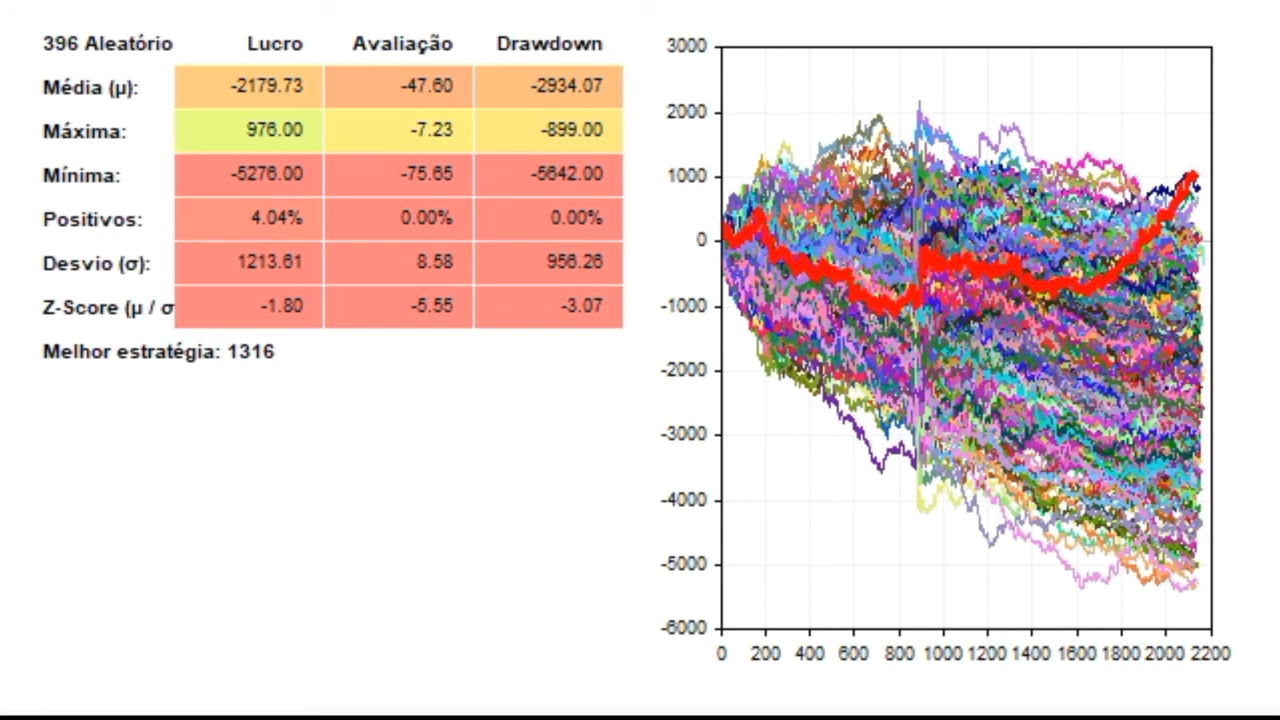 396 Aleatório Lucro Avaliação Drawdown
Média (µ): -2179.73 -47.60 -2934.07
Máxima: 976.00 -7.23 -899.00
Mínima: -5276.00 -75.65 -5642.00
Positivos: 4.04% 0.00% 0.00%
Desvio (σ): 1213.61 8.58 956.26
Z-Score (µ / σ -1.80 -5.55 -3.07
Melhor estratégia: 1316
3000
2000
1000
0
-1000
-2000
-3000
-4000
-5000
-6000
0 200 400 600 800 1000 1200 1400 1600 1800 2000 2200